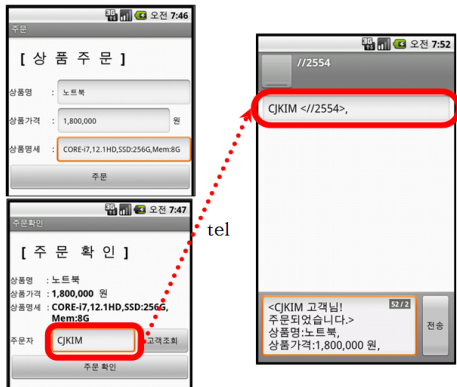 오전 7:46
주문
[ 상 품 주 문 ]
상품명 : 노트북
상품가격 : 1,800,000 원
상품명세 : CORE-i7,12.1HD,SSD:256G,Mem:8G
주문
오전 7:47
주문확인
[ 주 문 확 인 ]
상품명 : 노트북
상품가격 : 1,800,000 원
상품명세 : CORE-i7,12.1HD,SSD:256G,
Mem:8G
주문자 CJKIM 고객조회
주문 확인
tel
오전 7:52
//2554
CJKIM <//2554>,
<CJKIM 고객님!
주문되었습니다.>
상품명:노트북,
상품가격:1,800,000 원,
52/2
전송